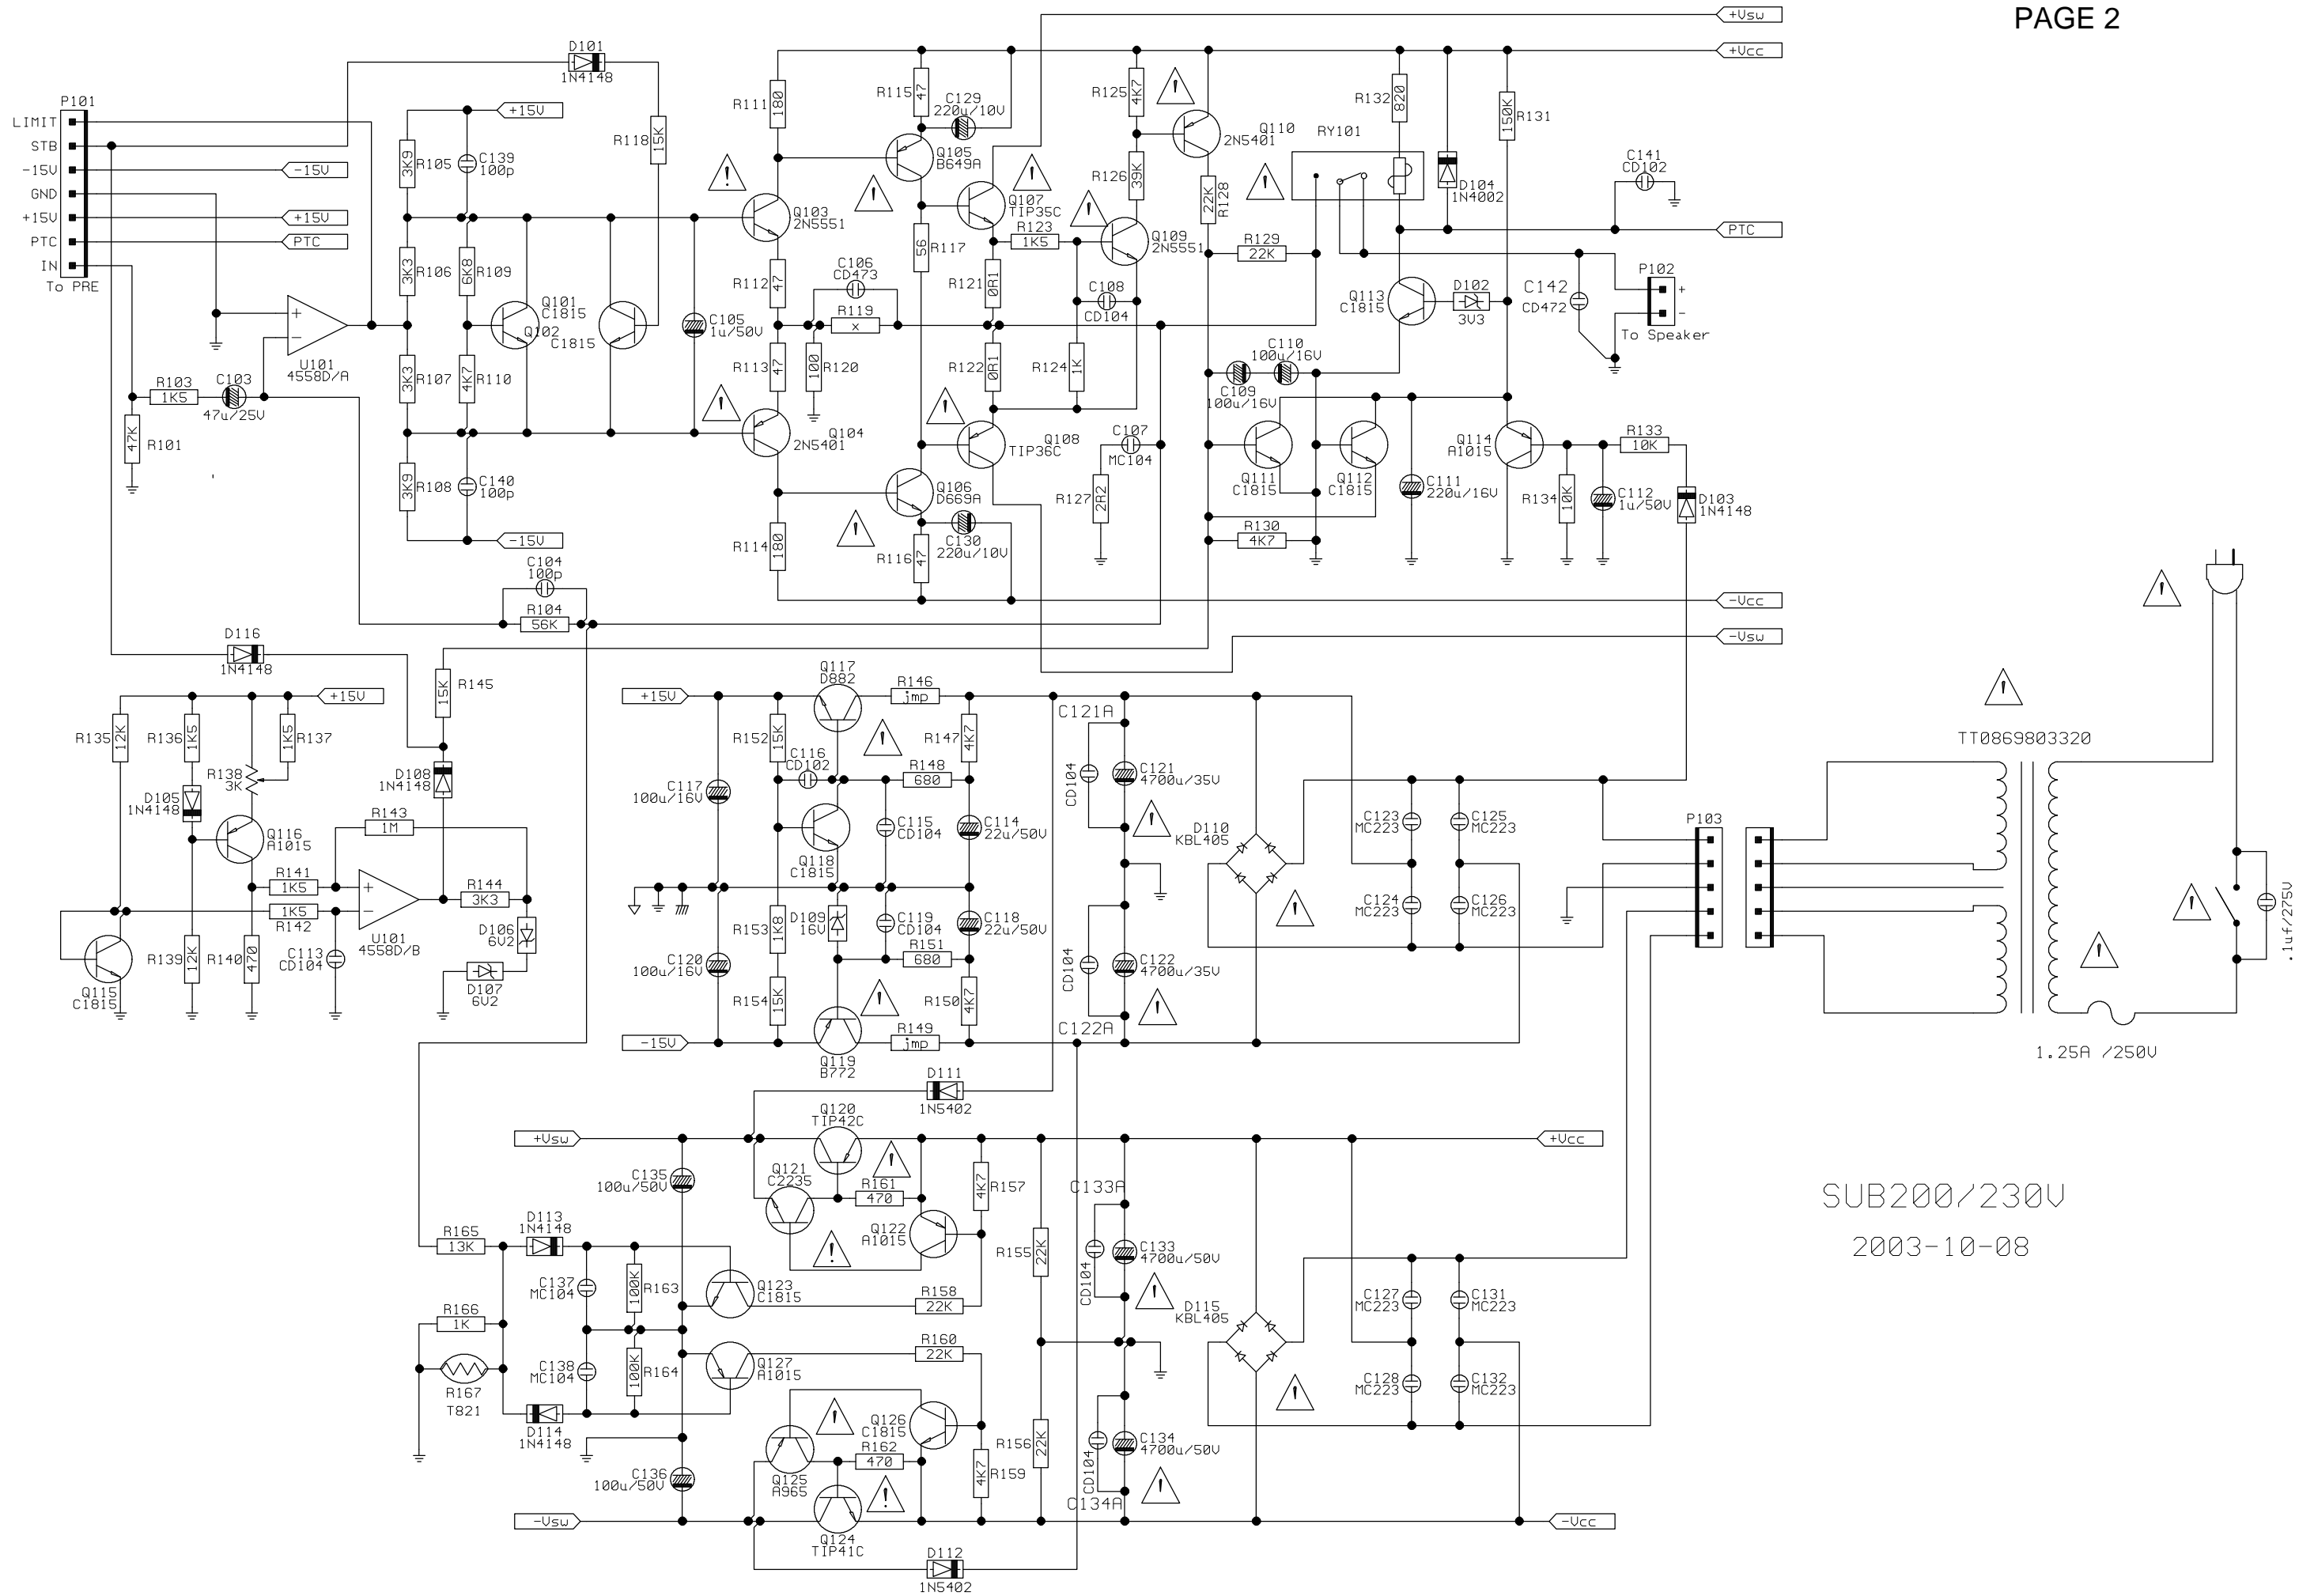 PAGE 2
+Vsw
+Vcc
D101
1N4148
P101
LIMIT
STB
-15V
GND
+15V
PTC
IN
To PRE
-15V
+15V
PTC
+15V
R105
3K9
C139
100p
R118
15K
R106
3K3
R109
6K8
Q101
C1815
Q102
C1815
C105
1u/50V
U101
4558D/A
R103
1K5
C103
47u/25V
R101
47K
R107
3K3
R110
4K7
R108
3K9
C140
100p
-15V
C104
100p
R104
56K
R111
180
R115
47
C129
220u/10V
Q105
B649A
Q103
2N5551
Q107
TIP35C
R117
56
R112
47
C106
CD473
R119
x
R113
47
R120
100
Q104
2N5401
R114
180
Q106
D669A
C130
220u/10V
R116
47
R121
0R1
R122
0R1
R123
1K5
C108
CD104
R124
1K
Q108
TIP36C
C107
MC104
R127
2R2
R125
4K7
R126
39K
Q109
2N5551
Q110
2N5401
R128
22K
R129
22K
RY101
R132
820
D104
1N4002
R131
150K
C141
CD102
PTC
Q113
C1815
D102
3V3
C142
CD472
P102
+
-
To Speaker
C110
100u/16V
C109
100u/16V
Q111
C1815
Q112
C1815
C111
220u/16V
R130
4K7
Q114
A1015
R133
10K
R134
10K
C112
1u/50V
D103
1N4148
-Vcc
-Vsw
D116
1N4148
R145
15K
+15V
R135
12K
R136
1K5
R137
1K5
R138
3K
D105
1N4148
D108
1N4148
Q116
A1015
R143
1M
R141
1K5
R142
1K5
R144
3K3
U101
4558D/B
D106
6V2
D107
6V2
Q115
C1815
R139
12K
R140
470
C113
CD104
+15V
Q117
D882
R146
jmp
R152
15K
R147
4K7
C116
CD102
R148
680
C117
100u/16V
Q118
C1815
C115
CD104
C114
22u/50V
D109
16V
C119
CD104
C118
22u/50V
R153
1K8
R151
680
C120
100u/16V
R154
15K
R150
4K7
-15V
R149
jmp
Q119
B772
C121A
CD104
C121
4700u/35V
CD104
C122
4700u/35V
C122A
D110
KBL405
C123
MC223
C125
MC223
C124
MC223
C126
MC223
P103
TT0869803320
.1uf/275V
1.25A /250V
D111
1N5402
Q120
TIP42C
+Vsw
+Vcc
C135
100u/50V
Q121
C2235
R161
470
R157
4K7
Q122
A1015
R165
13K
D113
1N4148
C137
MC104
R163
100K
Q123
C1815
R158
22K
R155
22K
C133A
CD104
C133
4700u/50V
R166
1K
R167
T821
C138
MC104
R164
100K
Q127
A1015
R160
22K
D115
KBL405
C127
MC223
C131
MC223
C128
MC223
C132
MC223
D114
1N4148
C136
100u/50V
Q126
C1815
R162
470
Q125
A965
R159
4K7
R156
22K
CD104
C134
4700u/50V
C134A
-Vsw
-Vcc
Q124
TIP41C
D112
1N5402
SUB200/230V
2003-10-08